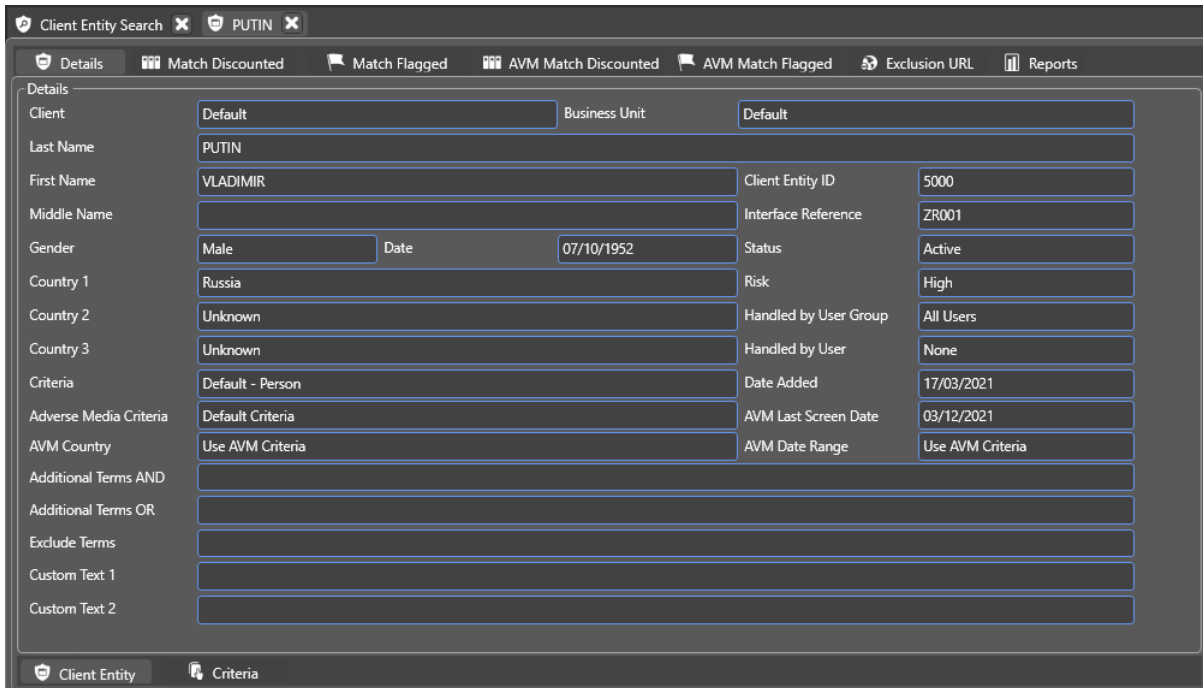 Client Entity Search PUTIN
Details Match Discounted Match Flagged AVM Match Discounted AVM Match Flagged Exclusion URL Reports
Details
Client Default Business Unit Default
Last Name PUTIN
First Name VLADIMIR Client Entity ID 5000
Middle Name Interface Reference ZR001
Gender Male Date 07/10/1952 Status Active
Country 1 Russia Risk High
Country 2 Unknown Handled by User Group All Users
Country 3 Unknown Handled by User None
Criteria Default - Person Date Added 17/03/2021
Adverse Media Criteria Default Criteria AVM Last Screen Date 03/12/2021
AVM Country Use AVM Criteria AVM Date Range Use AVM Criteria
Additional Terms AND
Additional Terms OR
Exclude Terms
Custom Text 1
Custom Text 2
Client Entity Criteria